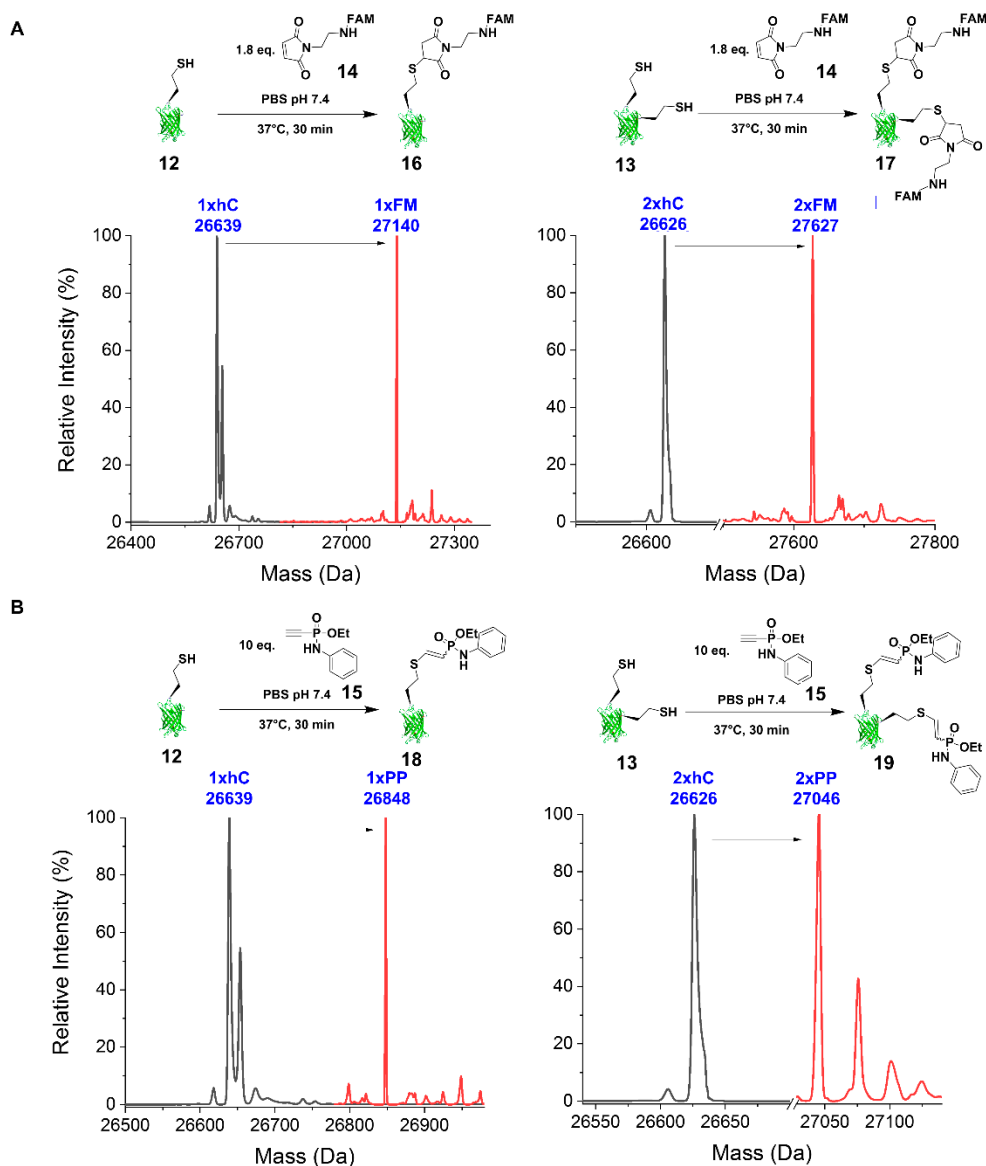 A
1.8 eq.
O
N
O
NH
FAM
14
SH
PBS pH 7.4
37°C, 30 min
12
FAM
NH
O
N
S
O
16
1.8 eq.
O
N
O
NH
FAM
14
SH
SH
PBS pH 7.4
37°C, 30 min
13
FAM
NH
O
N
S
O
S
O
O
N
NH
FAM
17
1xhC
26639
1xFM
27140
Relative Intensity (%)
100
80
60
40
20
0
26400 26700 27000 27300
Mass (Da)
2xhC
26626
2xFM
27627
100
80
60
40
20
0
26600 27600 27800
Mass (Da)
B
10 eq.
O
P
OEt
HN
15
SH
PBS pH 7.4
37°C, 30 min
12
O
OEt
P
NH
S
18
10 eq.
O
P
OEt
HN
15
SH
SH
PBS pH 7.4
37°C, 30 min
13
O
OEt
P
NH
S
S
O
P
OEt
HN
19
1xhC
26639
1xPP
26848
Relative Intensity (%)
100
80
60
40
20
0
26500 26600 26700 26800 26900
Mass (Da)
2xhC
26626
2xPP
27046
100
80
60
40
20
0
26550 26600 26650 27050 27100
Mass (Da)